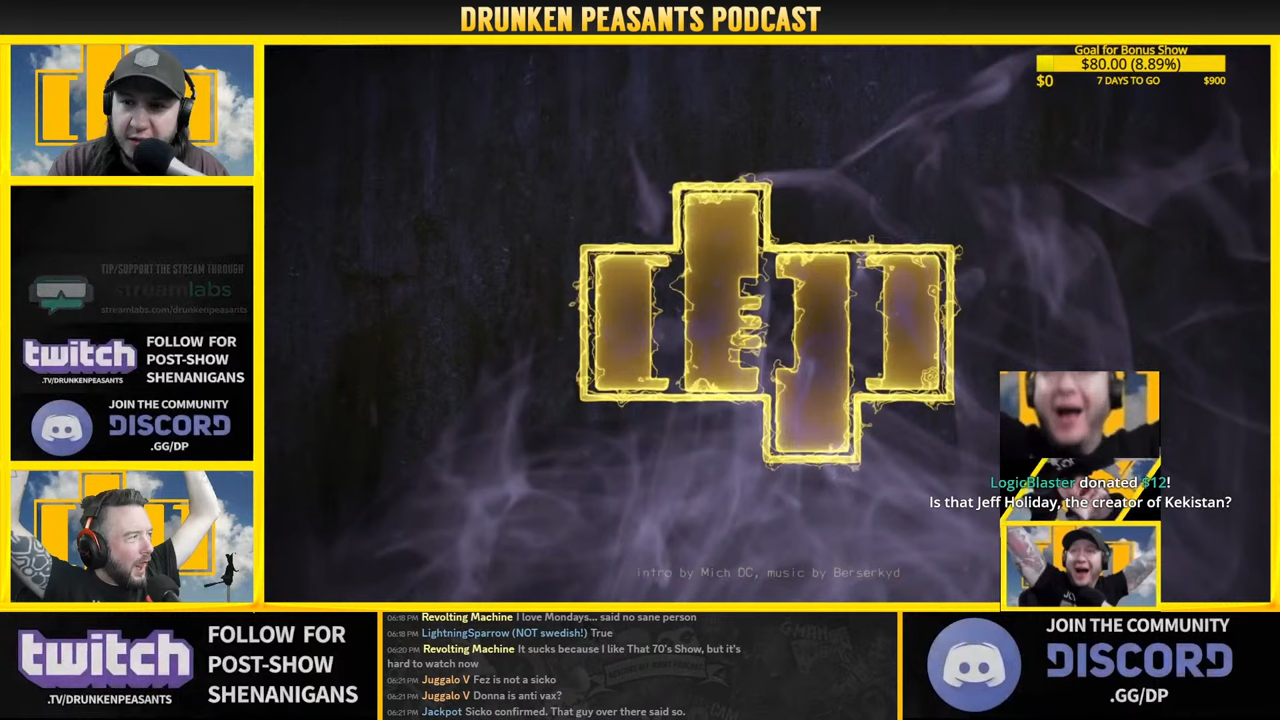 DRUNKEN PEASANTS PODCAST
Goal for Bonus Show
$80.00 (8.89%)
$0
7 DAYS TO GO
$900
TIP/SUPPORT THE STREAM THROUGH
streamlabs
streamlabs.com/drunkenpeasants
twitch
.TV/DRUNKENPEASANTS
FOLLOW FOR
POST-SHOW
SHENANIGANS
JOIN THE COMMUNITY
DISCORD
.GG/DP
LogicBlaster donated $12!
Is that Jeff Holiday, the creator of Kekistan?
intro by Mich DC, music by Berserkyd
twitch
.TV/DRUNKENPEASANTS
FOLLOW FOR
POST-SHOW
SHENANIGANS
06:18 PM Revolting Machine I love Mondays... said no sane person
06:18 PM LightningSparrow (NOT swedish!) True
06:20 PM Revolting Machine It sucks because I like That 70's Show, but it's
hard to watch now
06:21 PM Juggalo V Fez is not a sicko
06:21 PM Juggalo V Donna is anti vax?
06:21 PM Jackpot Sicko confirmed. That guy over there said so.
JOIN THE COMMUNITY
DISCORD
.GG/DP